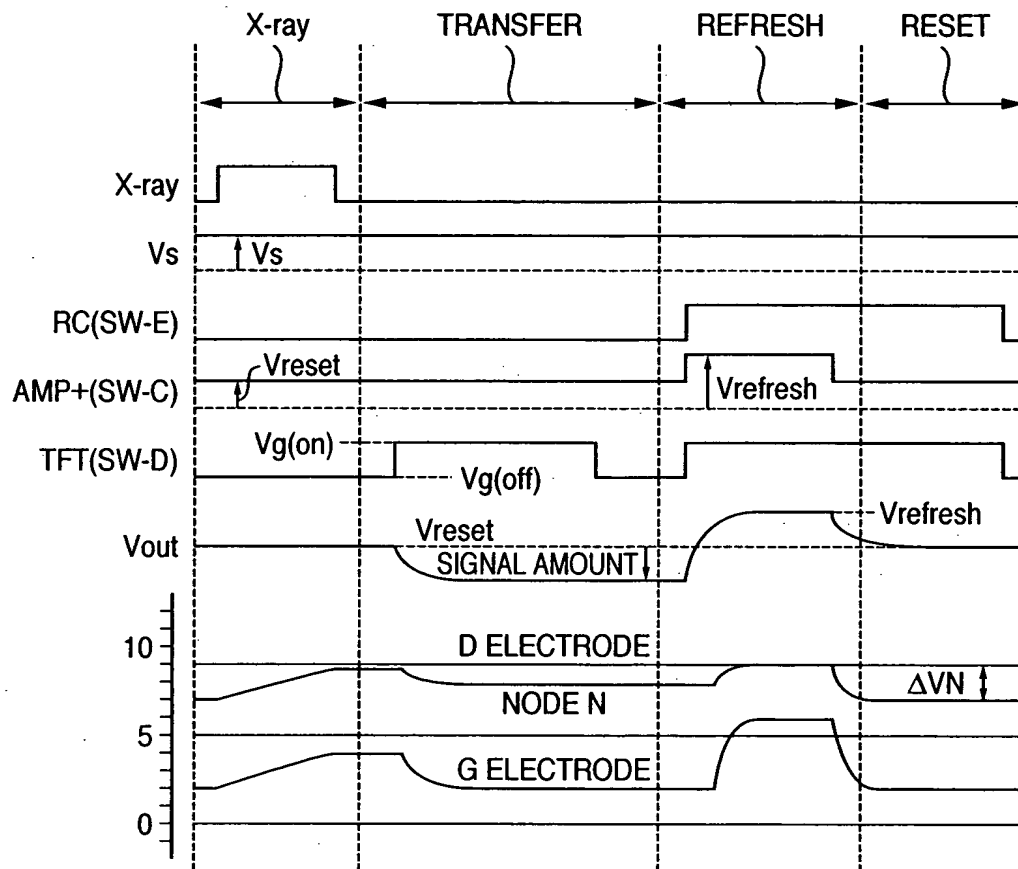 X-ray TRANSFER REFRESH RESET
X-ray
Vs
Vs
RC(SW-E)
Vreset
AMP+(SW-C)
Vrefresh
Vg(on)
TFT(SW-D)
Vg(off)
Vreset
Vrefresh
Vout
SIGNAL AMOUNT
10
D ELECTRODE
ΔVN
NODE N
5
G ELECTRODE
0